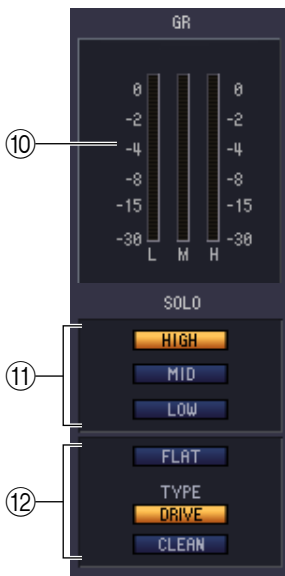 GR
0 0
-2 -2
⑩ -4 -4
-8 -8
-15 -15
-30 -30
L M H
SOLO
HIGH
⑪ MID
LOW
FLAT
TYPE
⑫ DRIVE
CLEAN